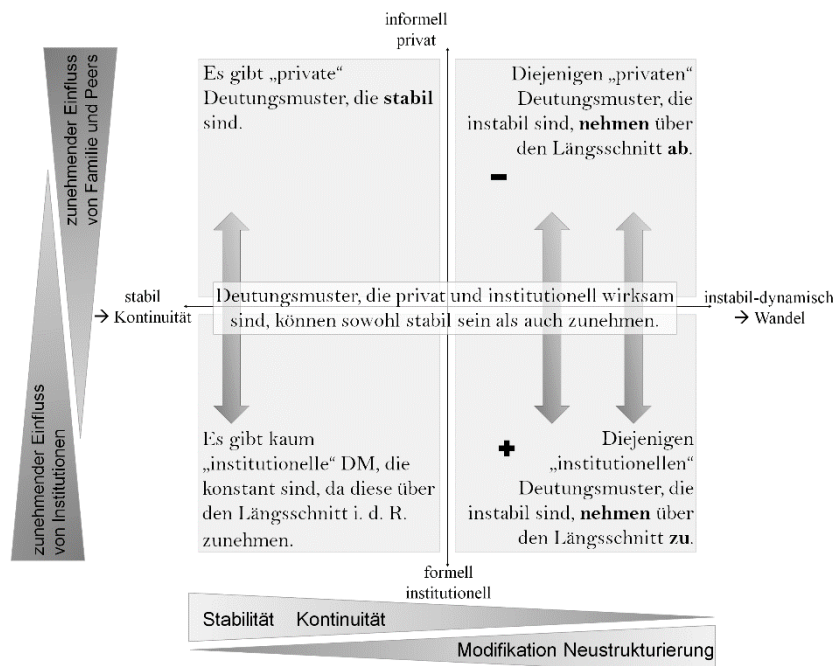 informell
privat
zunehmender Einfluss
von Familie und Peers
Es gibt „private“
Deutungsmuster, die stabil
sind.
Diejenigen „privaten“
Deutungsmuster, die
instabil sind, nehmen über
den Längsschnitt ab.
-
stabil
→ Kontinuität
Deutungsmuster, die privat und institutionell wirksam
sind, können sowohl stabil sein als auch zunehmen.
instabil-dynamisch
→ Wandel
zunehmender Einfluss
von Institutionen
Es gibt kaum
„institutionelle“ DM, die
konstant sind, da diese über
den Längsschnitt i. d. R.
zunehmen.
+
Diejenigen
„institutionellen“
Deutungsmuster, die
instabil sind, nehmen über
den Längsschnitt zu.
formell
institutionell
Stabilität Kontinuität
Modifikation Neustrukturierung